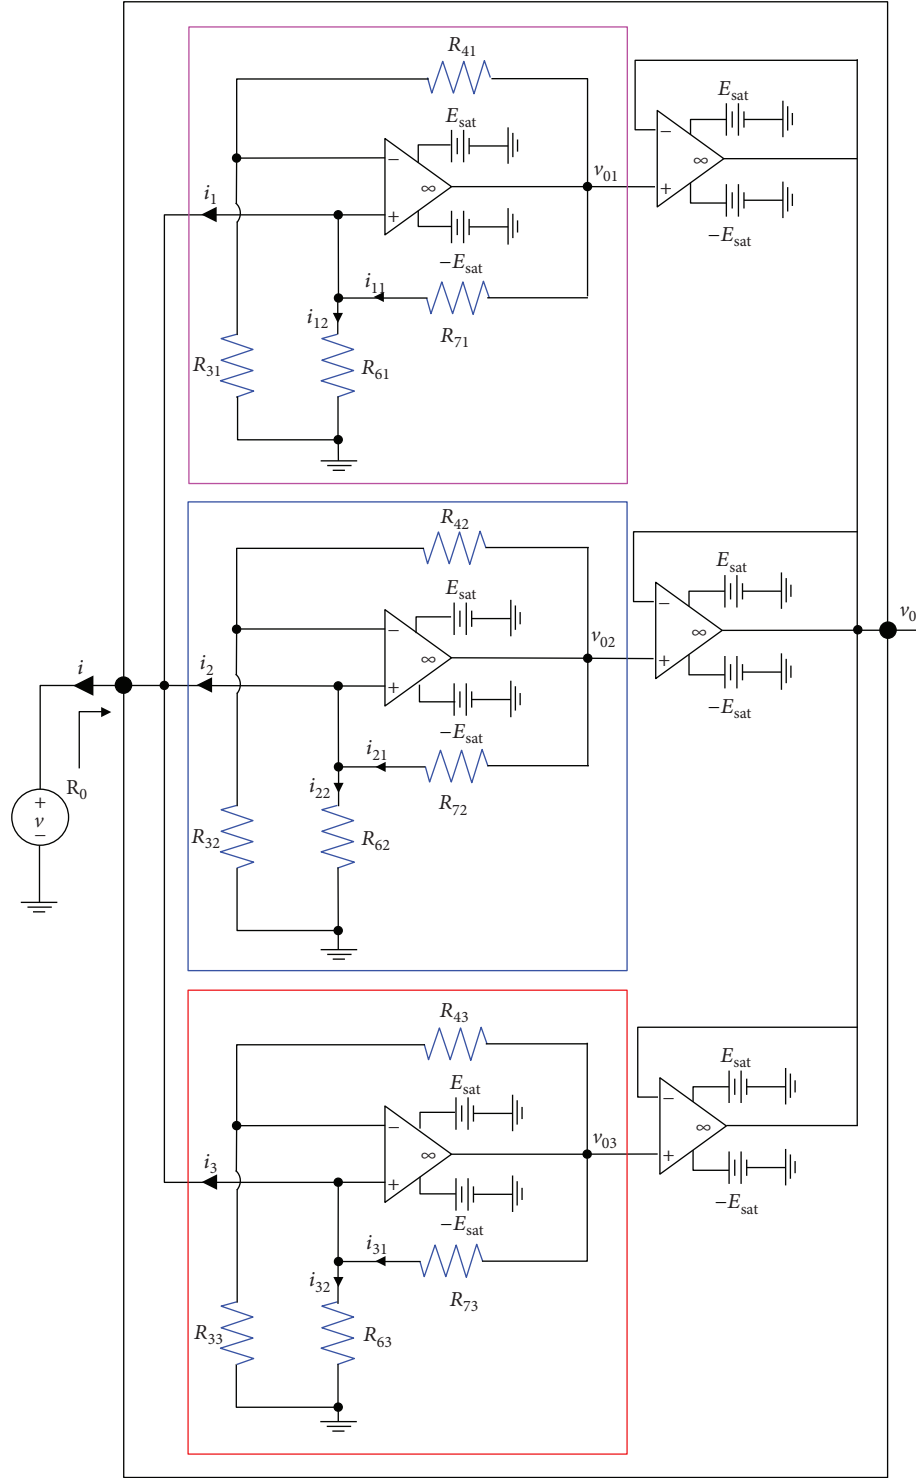 R41
Esat
Esat
−
∞
+
−Esat
v01
−
∞
+
−Esat
i1
i11
i12
R71
R31
R61
R42
Esat
Esat
−
∞
+
−Esat
v02
−
∞
+
−Esat
v0
i
i2
i21
i22
R72
R0
+
v
−
R32
R62
R43
Esat
Esat
−
∞
+
−Esat
v03
−
∞
+
−Esat
i3
i31
i32
R73
R33
R63